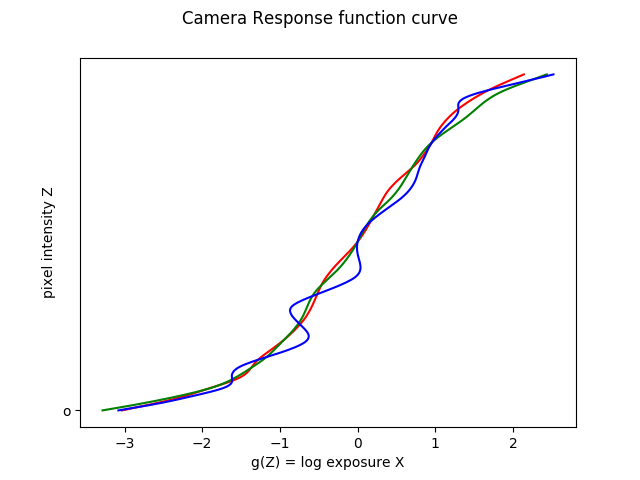 Camera Response function curve
pixel intensity Z
o
−3 −2 −1 0 1 2
g(Z) = log exposure X